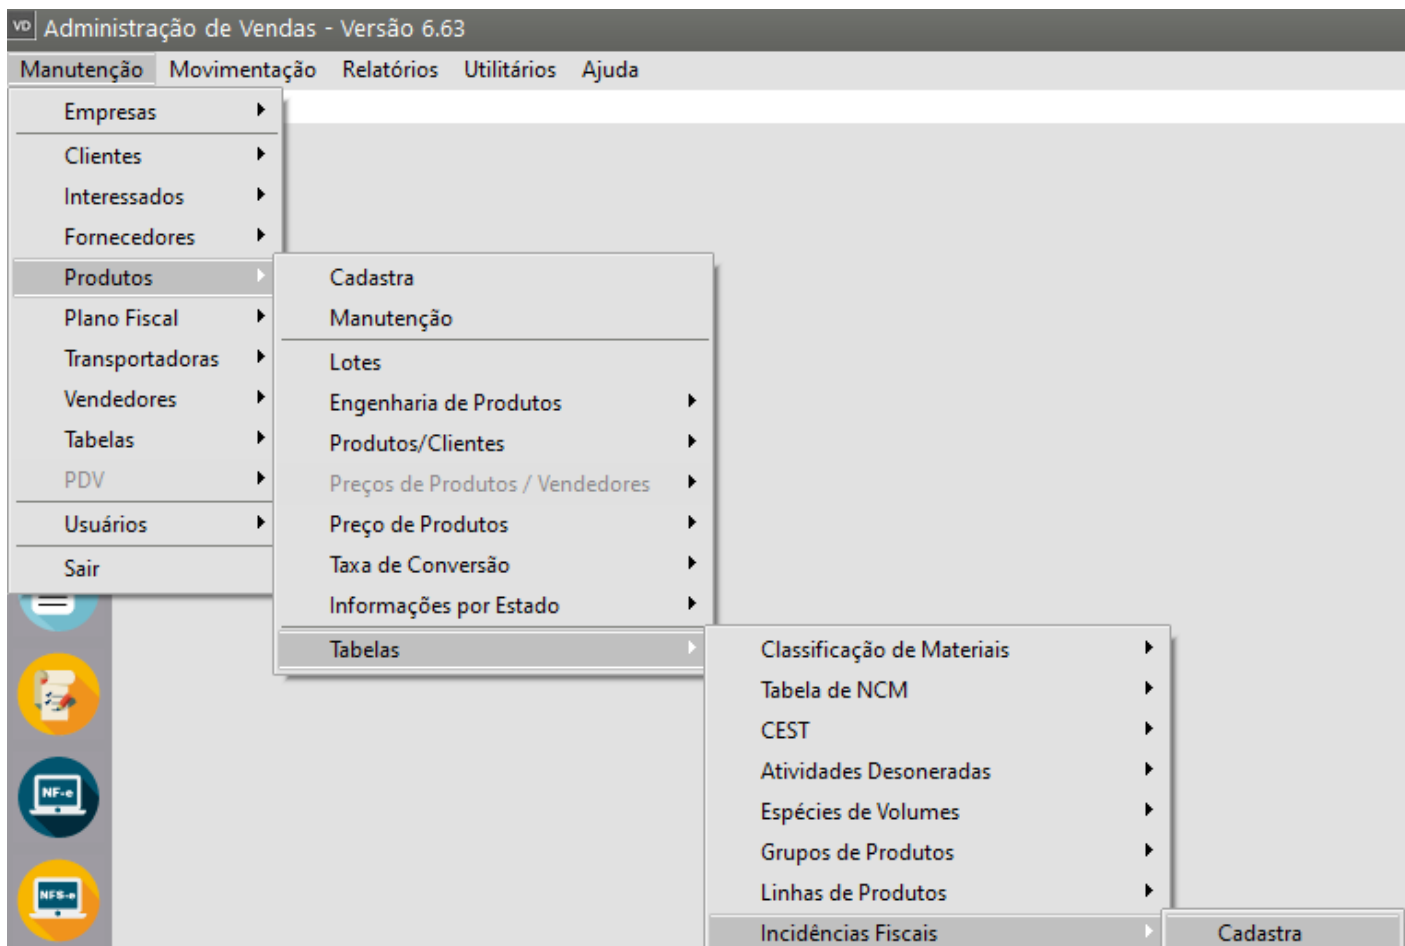 VD Administração de Vendas - Versão 6.63
Manutenção Movimentação Relatórios Utilitários Ajuda
Empresas
Clientes
Interessados
Fornecedores
Produtos
Plano Fiscal
Transportadoras
Vendedores
Tabelas
PDV
Usuários
Sair
Cadastra
Manutenção
Lotes
Engenharia de Produtos
Produtos/Clientes
Preços de Produtos / Vendedores
Preço de Produtos
Taxa de Conversão
Informações por Estado
Tabelas
Classificação de Materiais
Tabela de NCM
CEST
Atividades Desoneradas
Espécies de Volumes
Grupos de Produtos
Linhas de Produtos
Incidências Fiscais
Cadastra
NF-e
NFS-e